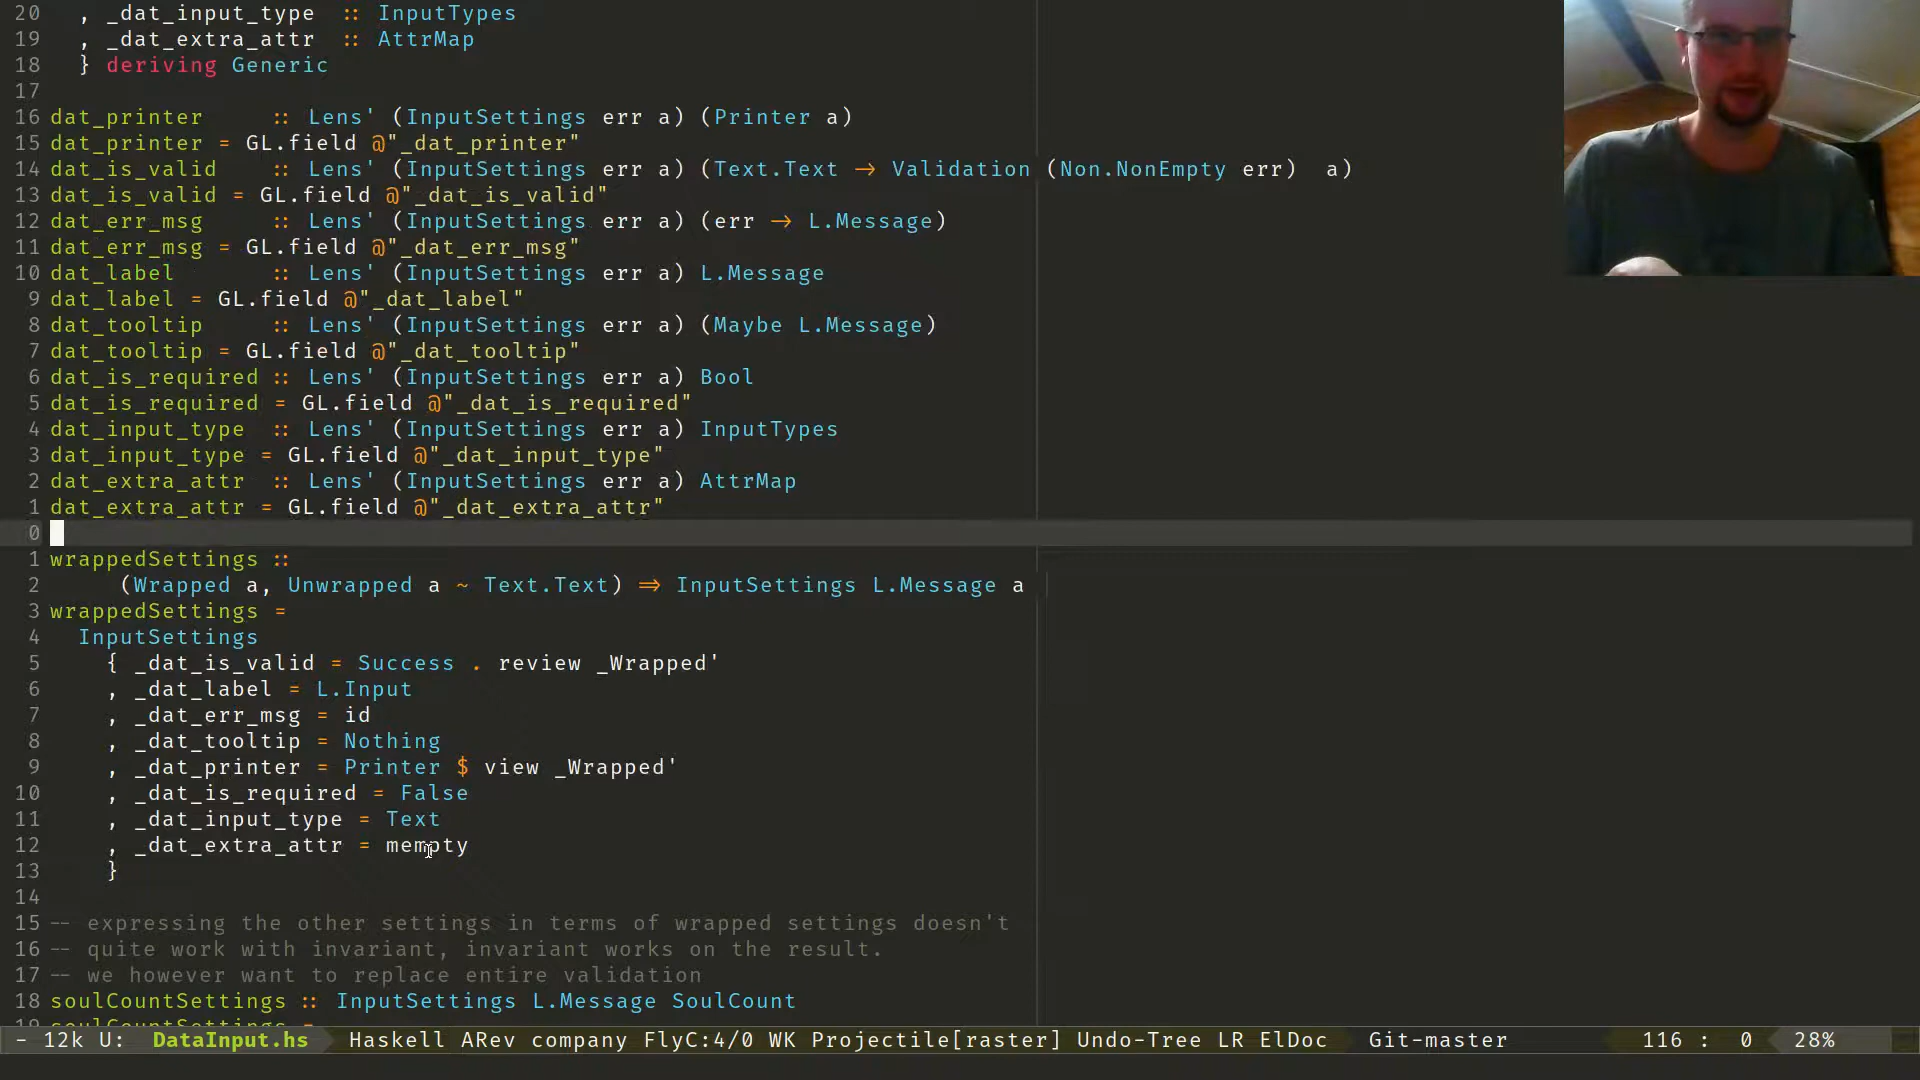 20   , _dat_input_type  :: InputTypes
19   , _dat_extra_attr  :: AttrMap
18   } deriving Generic
17
16 dat_printer     :: Lens' (InputSettings err a) (Printer a)
15 dat_printer = GL.field @"_dat_printer"
14 dat_is_valid    :: Lens' (InputSettings err a) (Text.Text → Validation (Non.NonEmpty err)  a)
13 dat_is_valid = GL.field @"_dat_is_valid"
12 dat_err_msg     :: Lens' (InputSettings err a) (err → L.Message)
11 dat_err_msg = GL.field @"_dat_err_msg"
10 dat_label       :: Lens' (InputSettings err a) L.Message
9 dat_label = GL.field @"_dat_label"
8 dat_tooltip     :: Lens' (InputSettings err a) (Maybe L.Message)
7 dat_tooltip = GL.field @"_dat_tooltip"
6 dat_is_required :: Lens' (InputSettings err a) Bool
5 dat_is_required = GL.field @"_dat_is_required"
4 dat_input_type  :: Lens' (InputSettings err a) InputTypes
3 dat_input_type = GL.field @"_dat_input_type"
2 dat_extra_attr  :: Lens' (InputSettings err a) AttrMap
1 dat_extra_attr = GL.field @"_dat_extra_attr"
0
1 wrappedSettings ::
2      (Wrapped a, Unwrapped a ~ Text.Text) ⇒ InputSettings L.Message a
3 wrappedSettings =
4   InputSettings
5     { _dat_is_valid = Success . review _Wrapped'
6     , _dat_label = L.Input
7     , _dat_err_msg = id
8     , _dat_tooltip = Nothing
9     , _dat_printer = Printer $ view _Wrapped'
10     , _dat_is_required = False
11     , _dat_input_type = Text
12     , _dat_extra_attr = mempty
13     }
14
15 -- expressing the other settings in terms of wrapped settings doesn't
16 -- quite work with invariant, invariant works on the result.
17 -- we however want to replace entire validation
18 soulCountSettings :: InputSettings L.Message SoulCount
19 soulCountSettings =
- 12k U: DataInput.hs Haskell ARev company FlyC:4/0 WK Projectile[raster] Undo-Tree LR ElDoc Git-master 116 : 0 28%